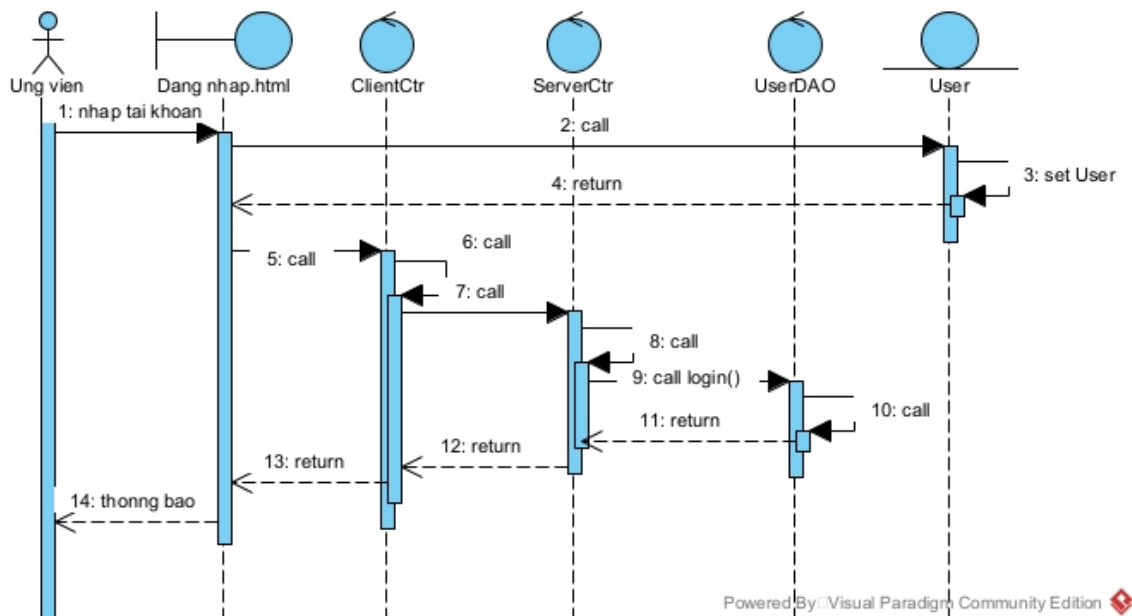 Ung vien
Dang nhap.html
ClientCtr
ServerCtr
UserDAO
User
1: nhap tai khoan
2: call
3: set User
4: return
5: call
6: call
7: call
8: call
9: call login()
10: call
11: return
12: return
13: return
14: thonng bao
Powered By Visual Paradigm Community Edition